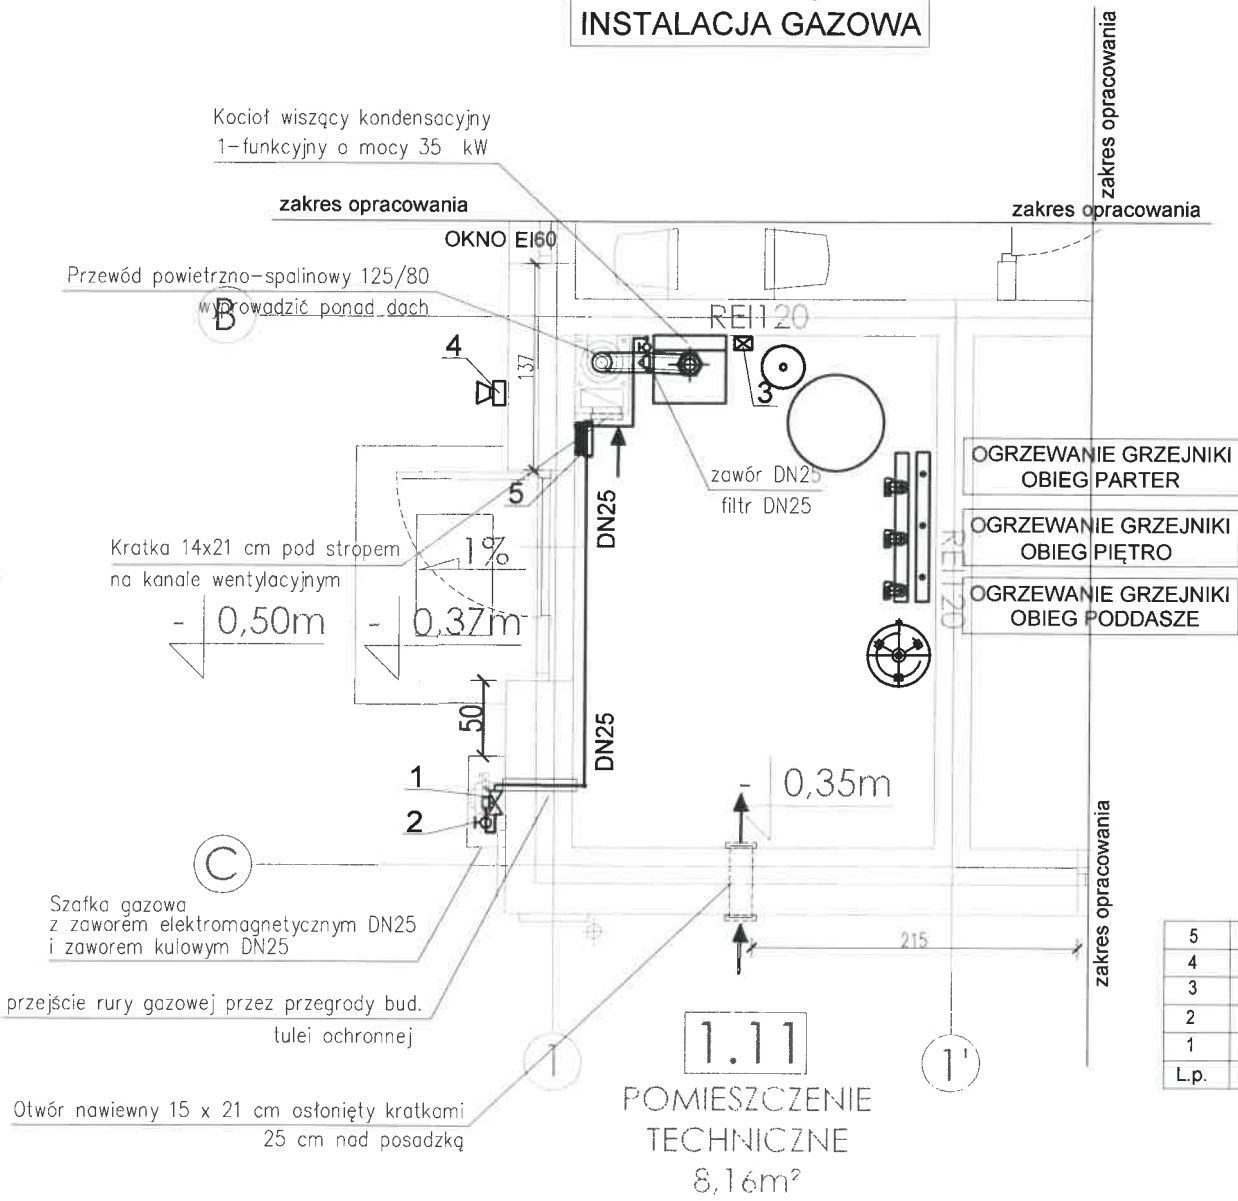 INSTALACJA GAZOWA
zakres opracowania
Kocioł wiszący kondensacyjny
1-funkcyjny o mocy 35 kW
zakres opracowania
zakres opracowania
OKNO EI60
Przewód powietrzno-spalinowy 125/80
wyprowadzić ponad dach
B
REI120
4
137
3
OGRZEWANIE GRZEJNIKI
OBIEG PARTER
zawór DN25
filtr DN25
5
DN25
OGRZEWANIE GRZEJNIKI
OBIEG PIĘTRO
REI120
Kratka 14x21 cm pod stropem
na kanale wentylacyjnym
1%
OGRZEWANIE GRZEJNIKI
OBIEG PODDASZE
- 0,50m
- 0,37m
50
DN25
1
2
- 0,35m
C
zakres opracowania
Szafka gazowa
z zaworem elektromagnetycznym DN25
i zaworem kulowym DN25
215
5
4
3
2
1
L.p.
przejście rury gazowej przez przegrody bud.
tulei ochronnej
1
1.11
1'
POMIESZCZENIE
TECHNICZNE
8,16m²
Otwór nawiewny 15 x 21 cm osłonięty kratkami
25 cm nad posadzką